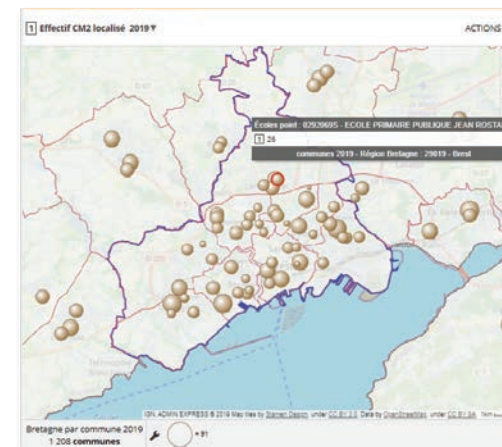 1 Effectif CM2 localisé 2019 ▼
ACTIONS
Écoles point : 0292069S - ECOLE PRIMAIRE PUBLIQUE JEAN ROSTA
1 26
communes 2019 - Région Bretagne : 29019 - Brest
IGN, ADMIN EXPRESS © 2019 Map tiles by Stamen Design, under CC BY 3.0. Data by OpenStreetMap, under CC BY SA.
Bretagne par commune 2019
1 208 communes
= 91